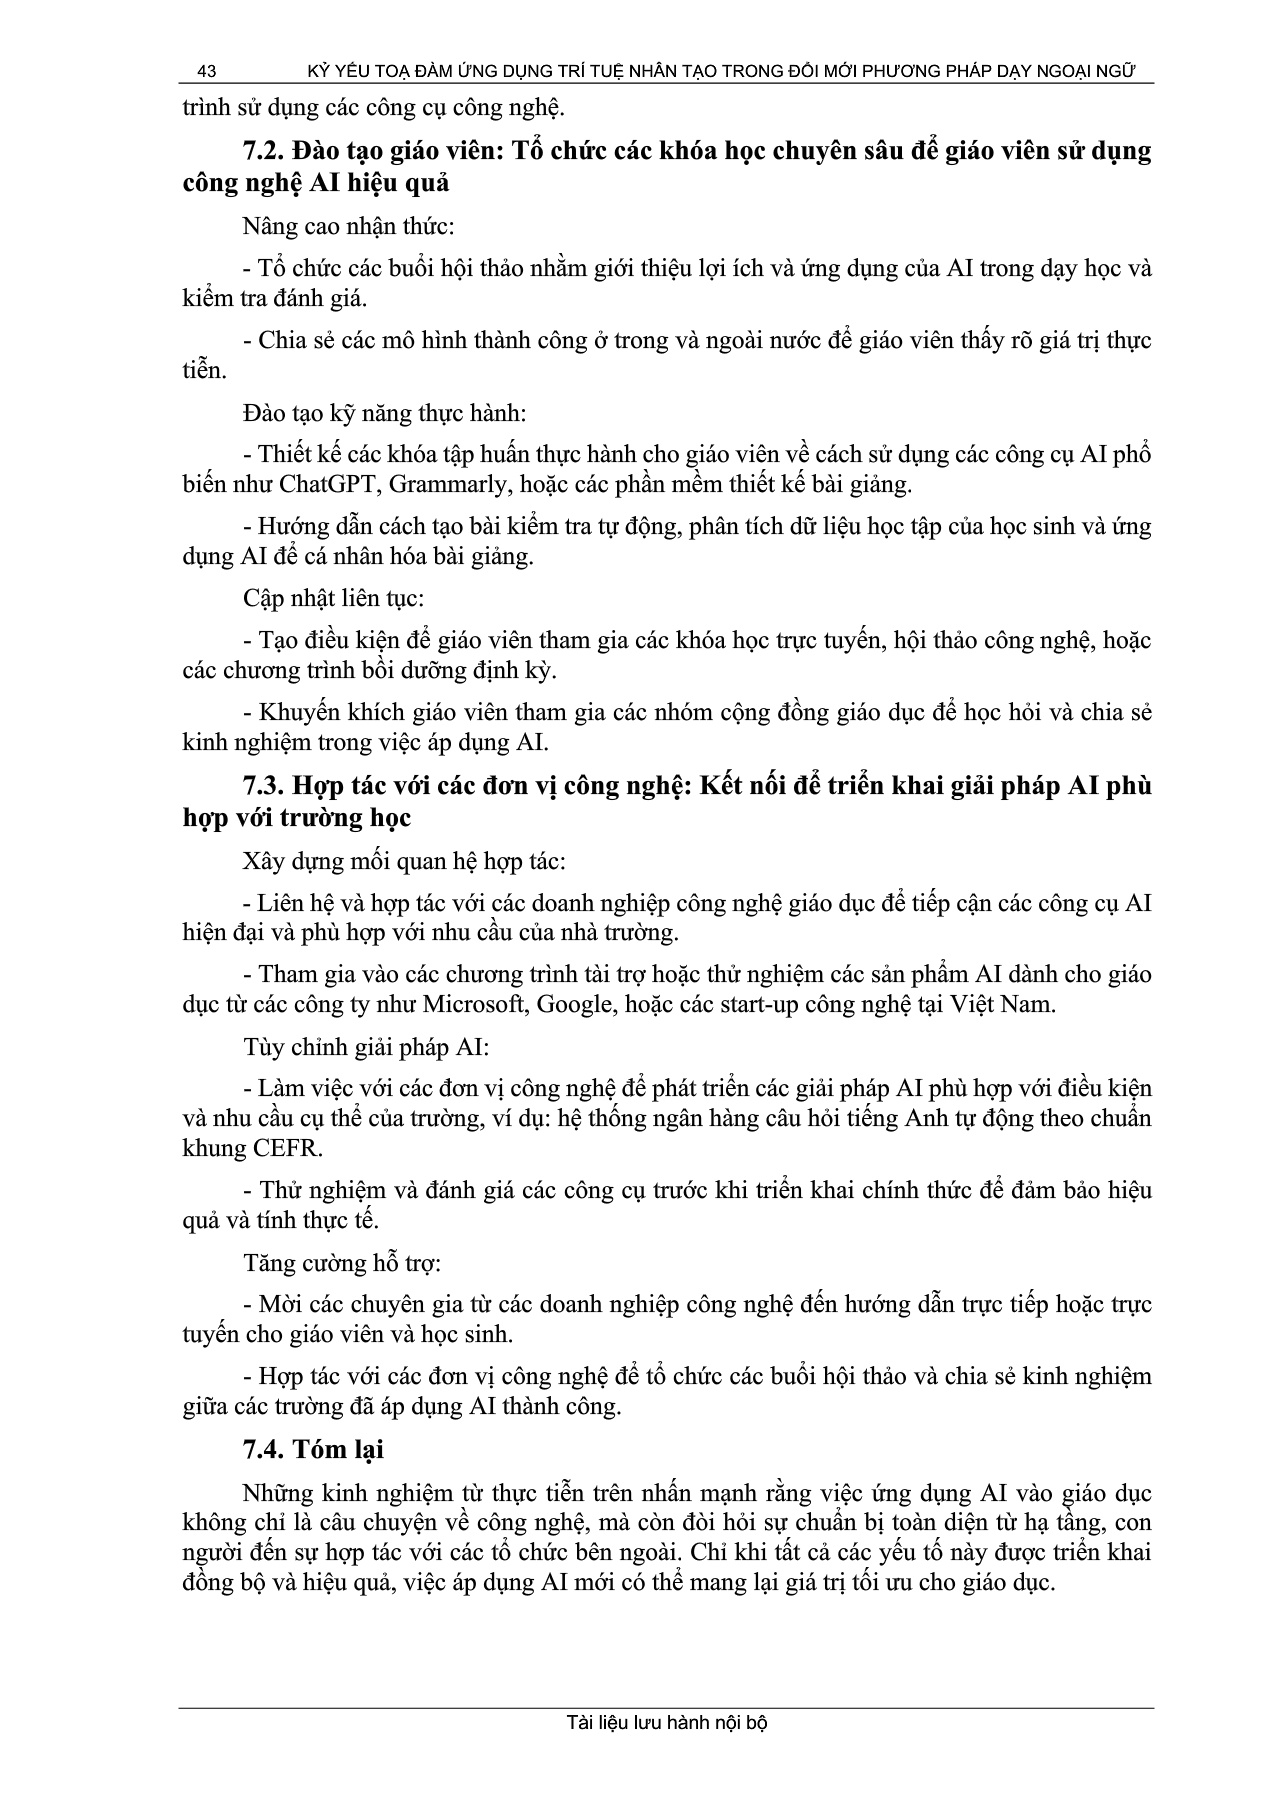 43 KỶ YẾU TOẠ ĐÀM ỨNG DỤNG TRÍ TUỆ NHÂN TẠO TRONG ĐỔI MỚI PHƯƠNG PHÁP DẠY NGOẠI NGỮ
trình sử dụng các công cụ công nghệ.
7.2. Đào tạo giáo viên: Tổ chức các khóa học chuyên sâu để giáo viên sử dụng
công nghệ AI hiệu quả
Nâng cao nhận thức:
- Tổ chức các buổi hội thảo nhằm giới thiệu lợi ích và ứng dụng của AI trong dạy học và
kiểm tra đánh giá.
- Chia sẻ các mô hình thành công ở trong và ngoài nước để giáo viên thấy rõ giá trị thực
tiễn.
Đào tạo kỹ năng thực hành:
- Thiết kế các khóa tập huấn thực hành cho giáo viên về cách sử dụng các công cụ AI phổ
biến như ChatGPT, Grammarly, hoặc các phần mềm thiết kế bài giảng.
- Hướng dẫn cách tạo bài kiểm tra tự động, phân tích dữ liệu học tập của học sinh và ứng
dụng AI để cá nhân hóa bài giảng.
Cập nhật liên tục:
- Tạo điều kiện để giáo viên tham gia các khóa học trực tuyến, hội thảo công nghệ, hoặc
các chương trình bồi dưỡng định kỳ.
- Khuyến khích giáo viên tham gia các nhóm cộng đồng giáo dục để học hỏi và chia sẻ
kinh nghiệm trong việc áp dụng AI.
7.3. Hợp tác với các đơn vị công nghệ: Kết nối để triển khai giải pháp AI phù
hợp với trường học
Xây dựng mối quan hệ hợp tác:
- Liên hệ và hợp tác với các doanh nghiệp công nghệ giáo dục để tiếp cận các công cụ AI
hiện đại và phù hợp với nhu cầu của nhà trường.
- Tham gia vào các chương trình tài trợ hoặc thử nghiệm các sản phẩm AI dành cho giáo
dục từ các công ty như Microsoft, Google, hoặc các start-up công nghệ tại Việt Nam.
Tùy chỉnh giải pháp AI:
- Làm việc với các đơn vị công nghệ để phát triển các giải pháp AI phù hợp với điều kiện
và nhu cầu cụ thể của trường, ví dụ: hệ thống ngân hàng câu hỏi tiếng Anh tự động theo chuẩn
khung CEFR.
- Thử nghiệm và đánh giá các công cụ trước khi triển khai chính thức để đảm bảo hiệu
quả và tính thực tế.
Tăng cường hỗ trợ:
- Mời các chuyên gia từ các doanh nghiệp công nghệ đến hướng dẫn trực tiếp hoặc trực
tuyến cho giáo viên và học sinh.
- Hợp tác với các đơn vị công nghệ để tổ chức các buổi hội thảo và chia sẻ kinh nghiệm
giữa các trường đã áp dụng AI thành công.
7.4. Tóm lại
Những kinh nghiệm từ thực tiễn trên nhấn mạnh rằng việc ứng dụng AI vào giáo dục
không chỉ là câu chuyện về công nghệ, mà còn đòi hỏi sự chuẩn bị toàn diện từ hạ tầng, con
người đến sự hợp tác với các tổ chức bên ngoài. Chỉ khi tất cả các yếu tố này được triển khai
đồng bộ và hiệu quả, việc áp dụng AI mới có thể mang lại giá trị tối ưu cho giáo dục.
Tài liệu lưu hành nội bộ